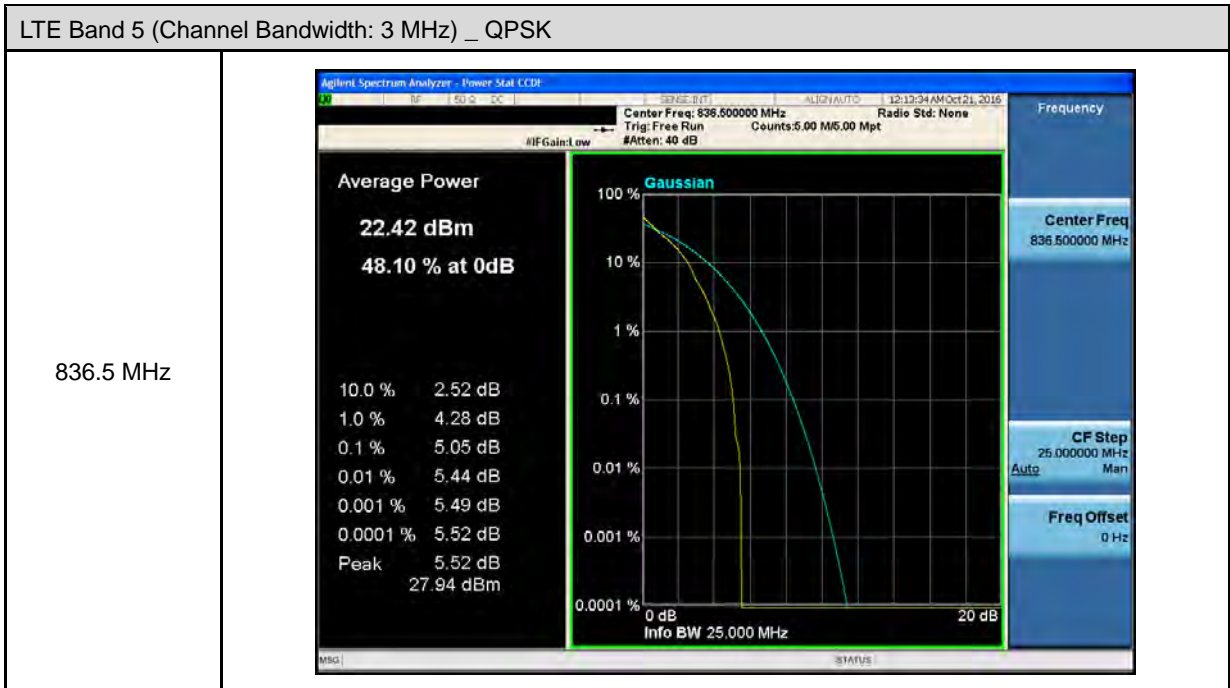 LTE Band 5 (Channel Bandwidth: 3 MHz) _ QPSK
836.5 MHz
Agilent Spectrum Analyzer - Power Stat CCDF
RF 50 Ω DC SENSE:INT ALIGN AUTO 12:13:34 AM Oct 21, 2016
Center Freq: 836.500000 MHz Radio Std: None
Trig: Free Run Counts:5.00 M/5.00 Mpt
#IFGain:Low #Atten: 40 dB
Average Power
22.42 dBm
48.10 % at 0dB
10.0 % 2.52 dB
1.0 % 4.28 dB
0.1 % 5.05 dB
0.01 % 5.44 dB
0.001 % 5.49 dB
0.0001 % 5.52 dB
Peak 5.52 dB
27.94 dBm
Gaussian
100 %
10 %
1 %
0.1 %
0.01 %
0.001 %
0.0001 %
0 dB 20 dB
Info BW 25.000 MHz
Frequency
Center Freq
836.500000 MHz
CF Step
25.000000 MHz
Auto Man
Freq Offset
0 Hz
MSG STATUS